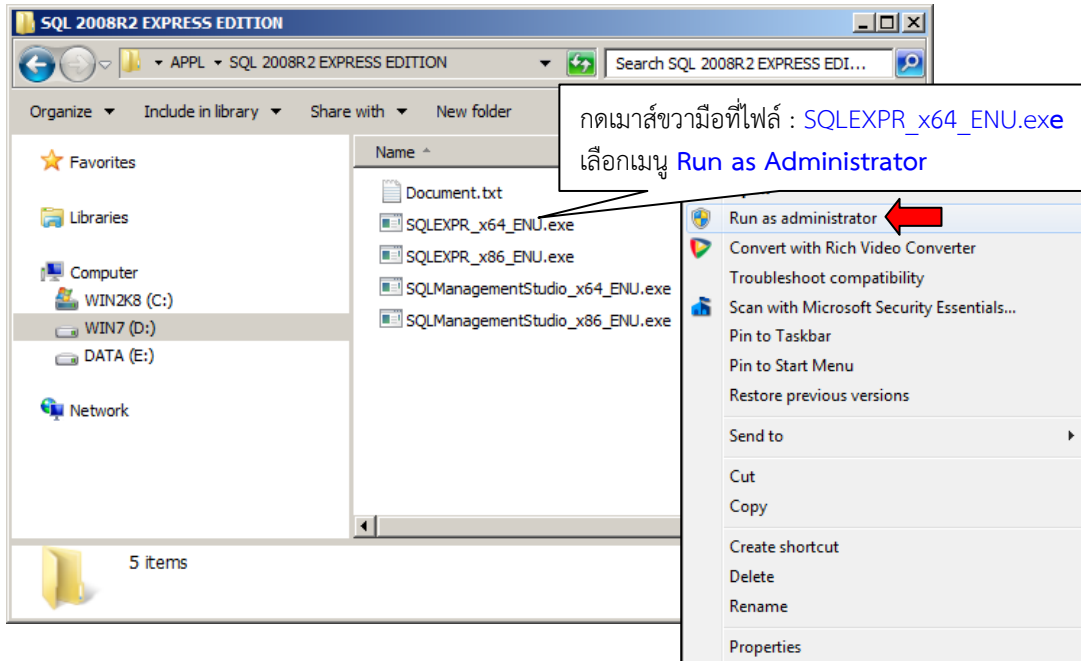 SQL 2008R2 EXPRESS EDITION
APPL SQL 2008R2 EXPRESS EDITION
Search SQL 2008R2 EXPRESS EDI...
Organize Include in library Share with New folder
กดเมาส์ขวามือที่ไฟล์ : SQLEXPR_x64_ENU.exe
เลือกเมนู Run as Administrator
Favorites
Libraries
Computer
WIN2K8 (C:)
WIN7 (D:)
DATA (E:)
Network
Name
Document.txt
SQLEXPR_x64_ENU.exe
SQLEXPR_x86_ENU.exe
SQLManagementStudio_x64_ENU.exe
SQLManagementStudio_x86_ENU.exe
Run as administrator
Convert with Rich Video Converter
Troubleshoot compatibility
Scan with Microsoft Security Essentials...
Pin to Taskbar
Pin to Start Menu
Restore previous versions
Send to
Cut
Copy
Create shortcut
Delete
Rename
Properties
5 items